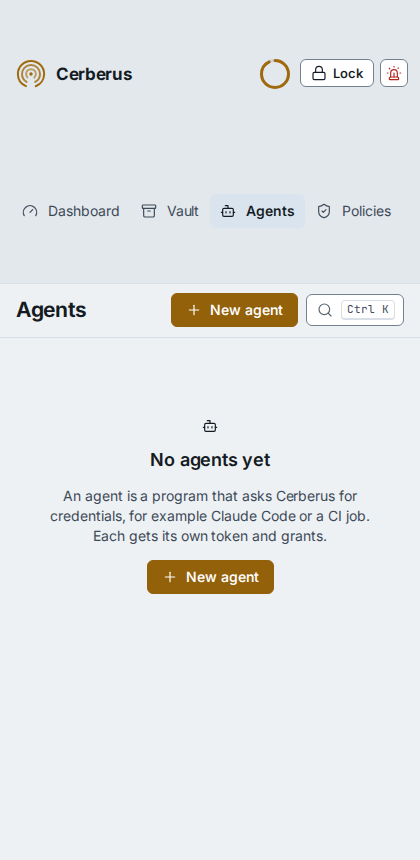 Cerberus
Lock
Dashboard
Vault
Agents
Policies
Agents
New agent
Ctrl K
No agents yet
An agent is a program that asks Cerberus for
credentials, for example Claude Code or a CI job.
Each gets its own token and grants.
New agent